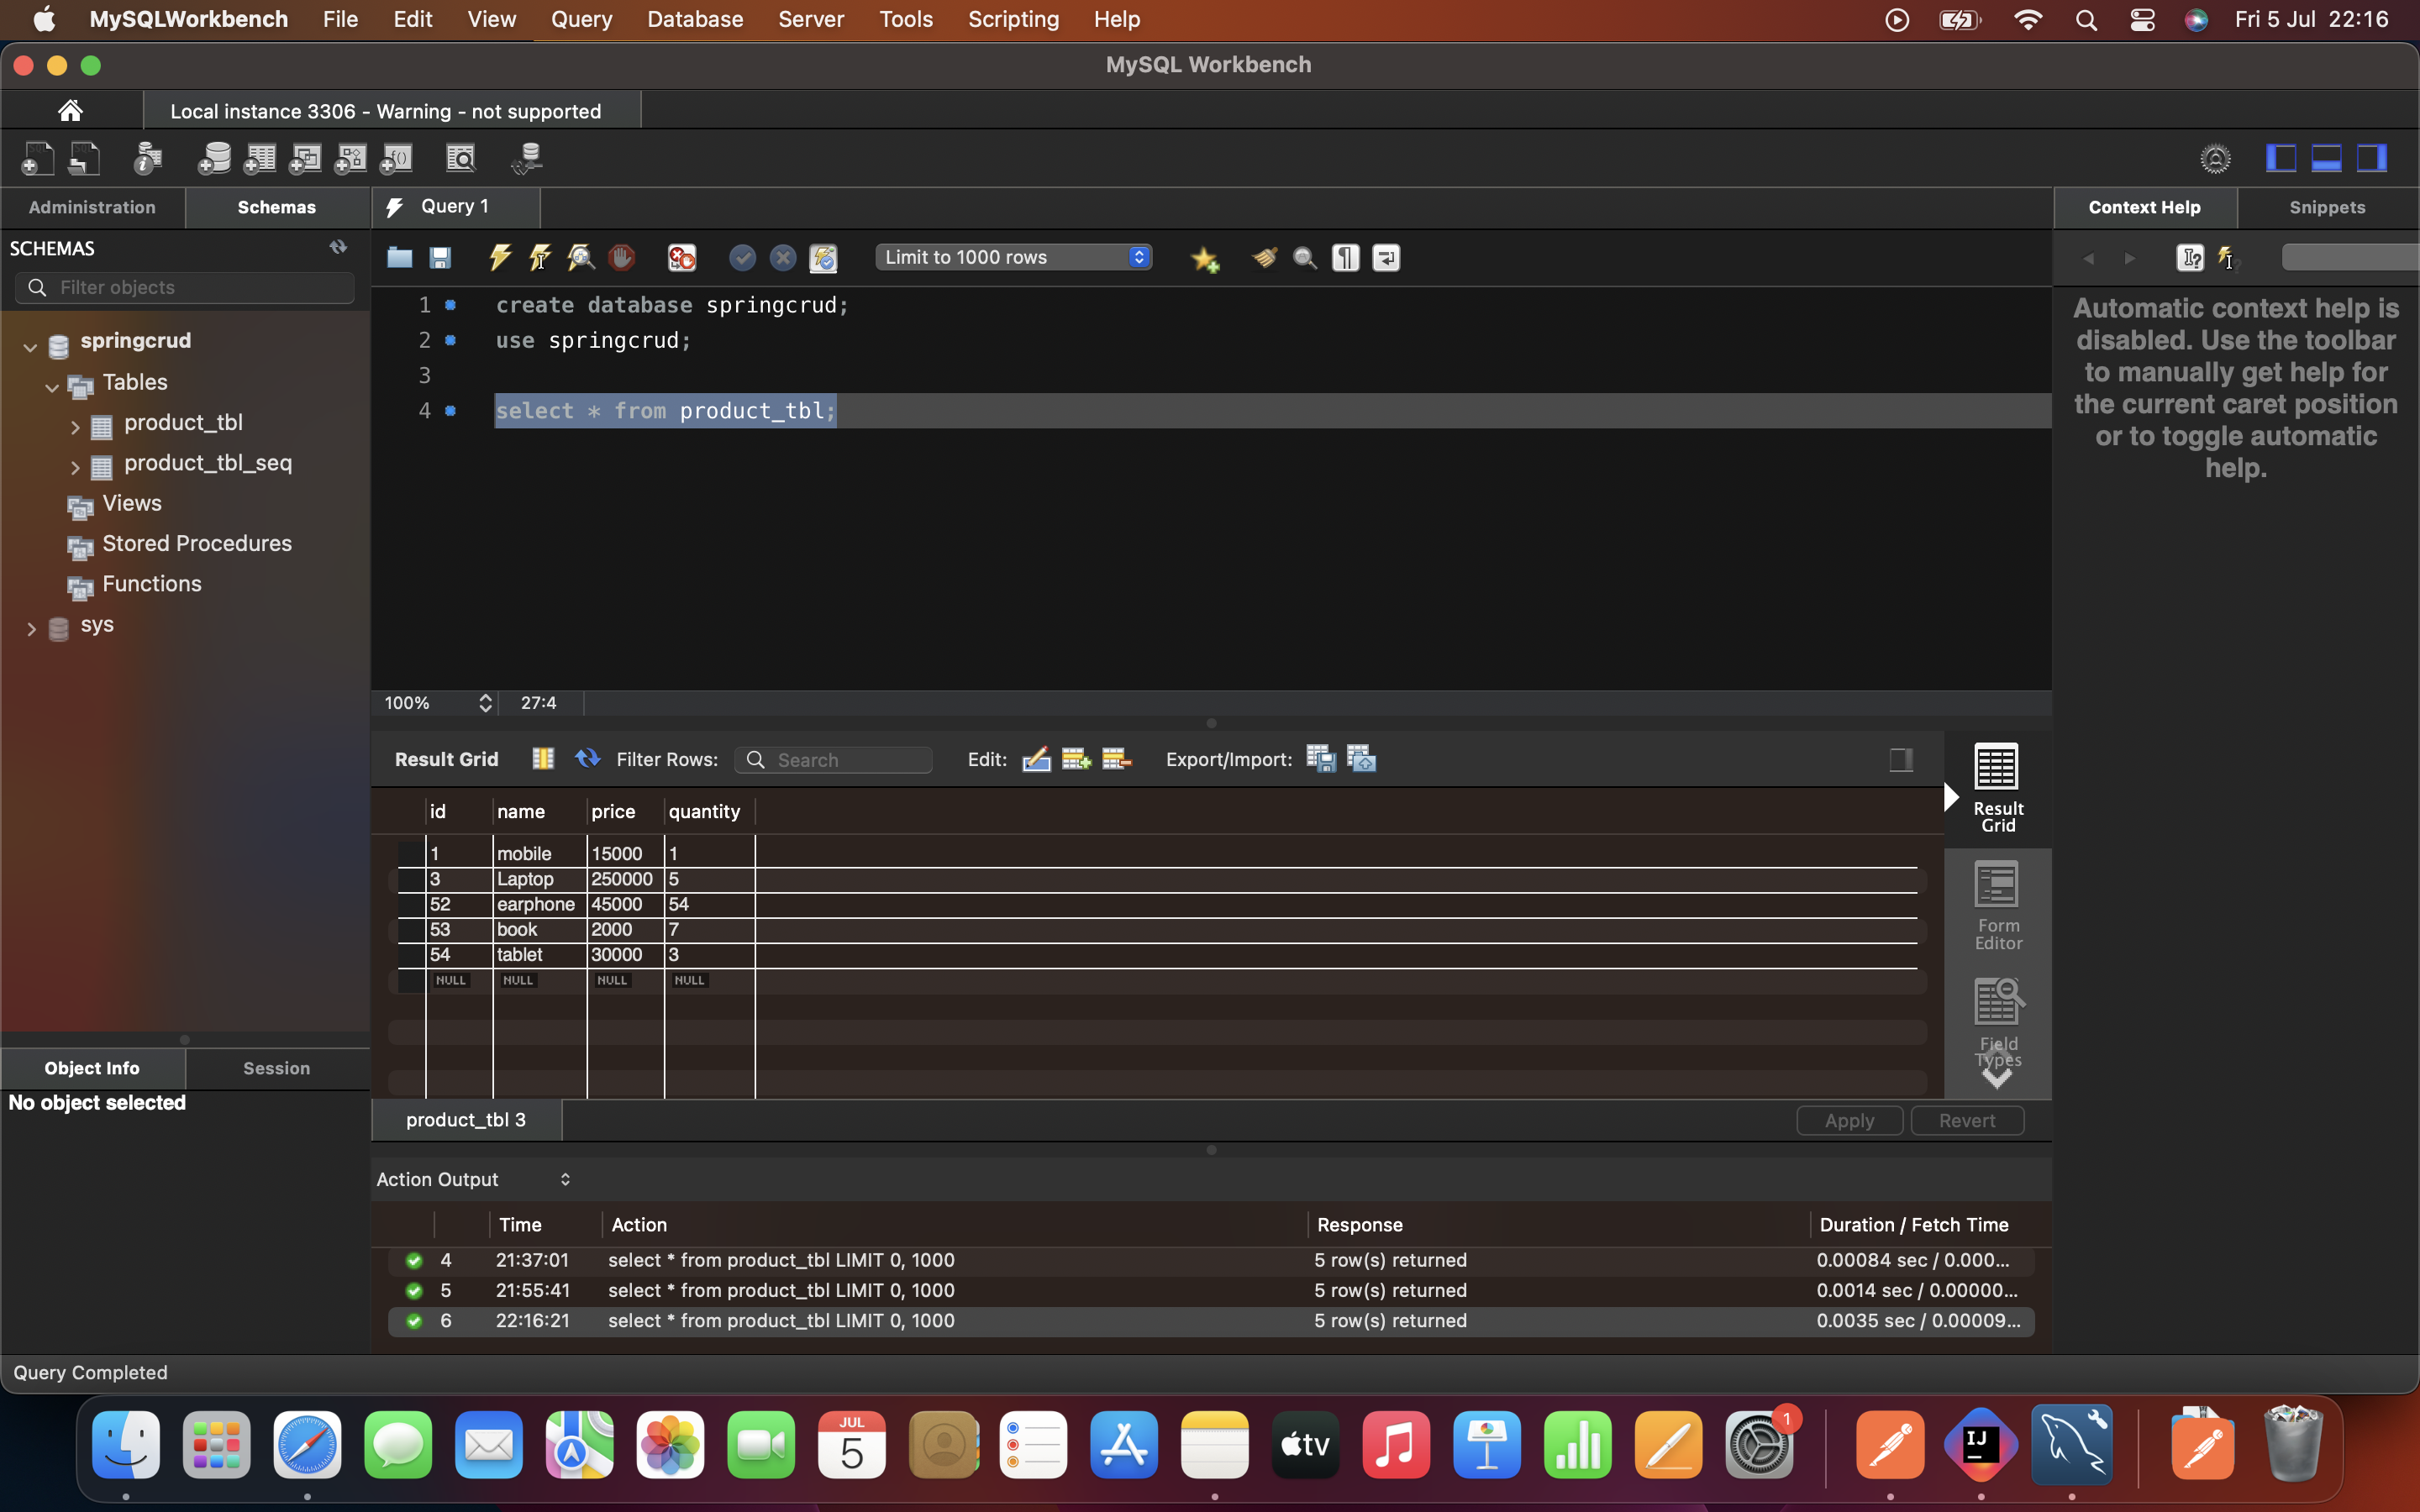 MySQLWorkbench File Edit View Query Database Server Tools Scripting Help Fri 5 Jul 22:16
MySQL Workbench
Local instance 3306 - Warning - not supported
Administration Schemas
Query 1
Context Help Snippets
SCHEMAS
Filter objects
Limit to 1000 rows
springcrud
Tables
product_tbl
product_tbl_seq
Views
Stored Procedures
Functions
sys
1 create database springcrud;
2 use springcrud;
3
4 select * from product_tbl;
Automatic context help is
disabled. Use the toolbar
to manually get help for
the current caret position
or to toggle automatic
help.
100% 27:4
Result Grid Filter Rows: Search Edit: Export/Import:
id name price quantity
1 mobile 15000 1
3 Laptop 250000 5
52 earphone 45000 54
53 book 2000 7
54 tablet 30000 3
NULL NULL NULL NULL
Result
Grid
Form
Editor
Field
Types
product_tbl 3
Apply Revert
Object Info Session
No object selected
Action Output
Time Action Response Duration / Fetch Time
4 21:37:01 select * from product_tbl LIMIT 0, 1000 5 row(s) returned 0.00084 sec / 0.000...
5 21:55:41 select * from product_tbl LIMIT 0, 1000 5 row(s) returned 0.0014 sec / 0.00000...
6 22:16:21 select * from product_tbl LIMIT 0, 1000 5 row(s) returned 0.0035 sec / 0.00009...
Query Completed
JUL
5
tv
1
IJ